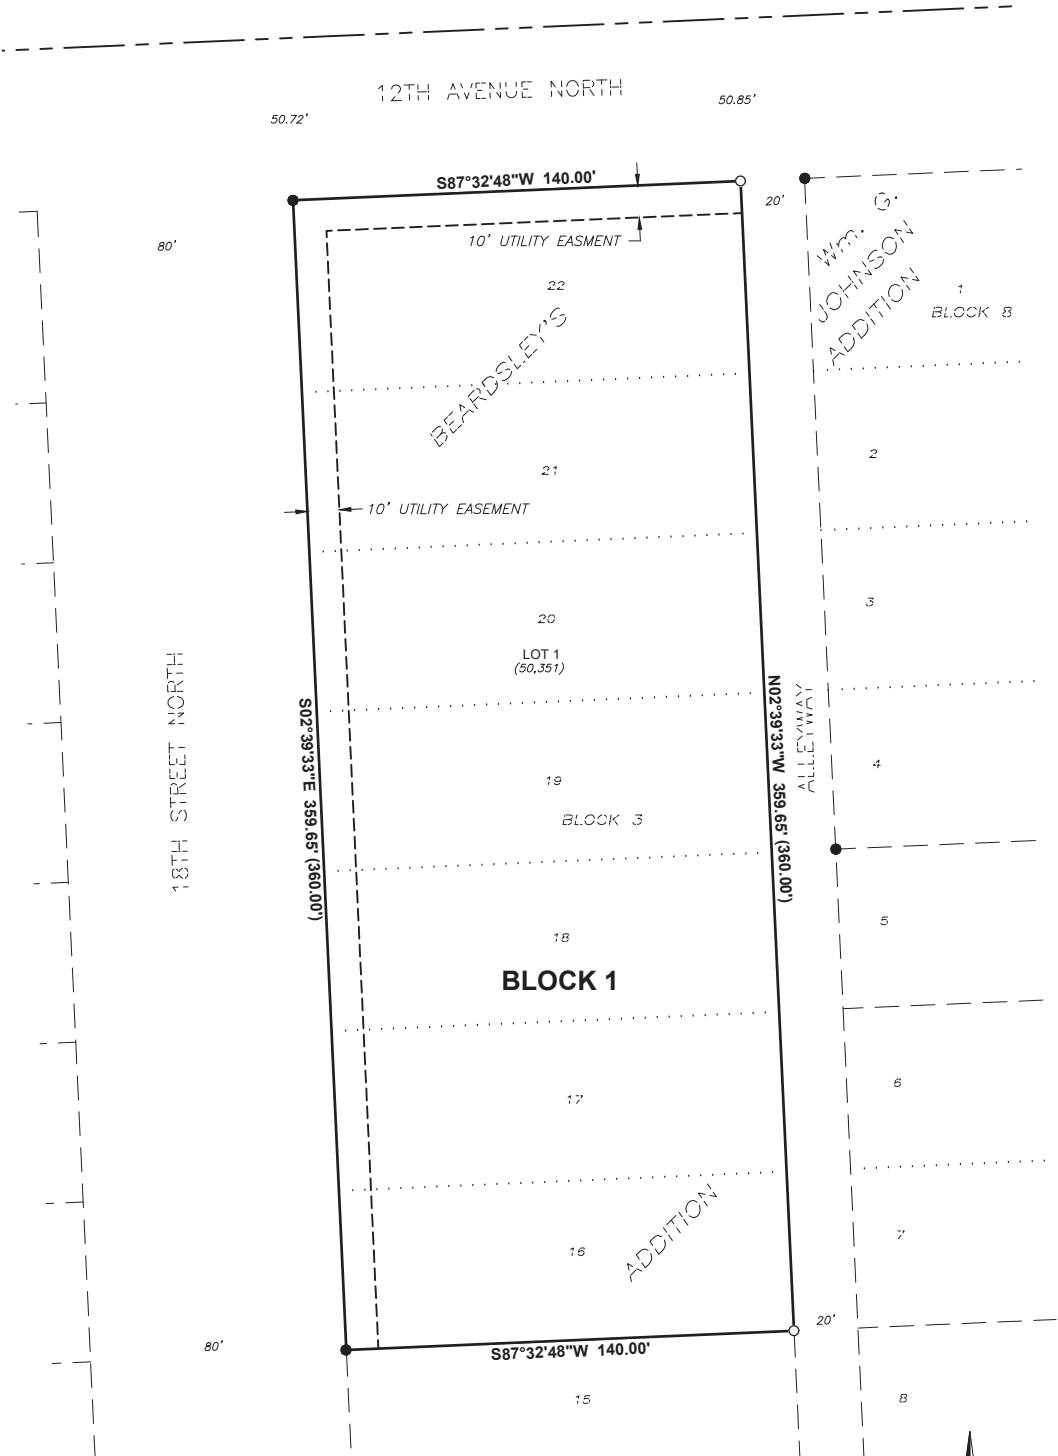 12TH AVENUE NORTH
50.72'
50.85'
S87°32'48"W 140.00'
20'
80'
10' UTILITY EASMENT
Wm. G.
JOHNSON
ADDITION
1
BLOCK 8
22
BEARDSLEY'S
2
21
10' UTILITY EASEMENT
3
20
LOT 1
(50,351)
18TH STREET NORTH
S02°39'33"E 359.65' (360.00')
N02°39'33"W 359.65' (360.00')
ALLEYWAY
4
19
BLOCK 3
5
18
BLOCK 1
6
17
ADDITION
7
16
20'
80'
S87°32'48"W 140.00'
15
8